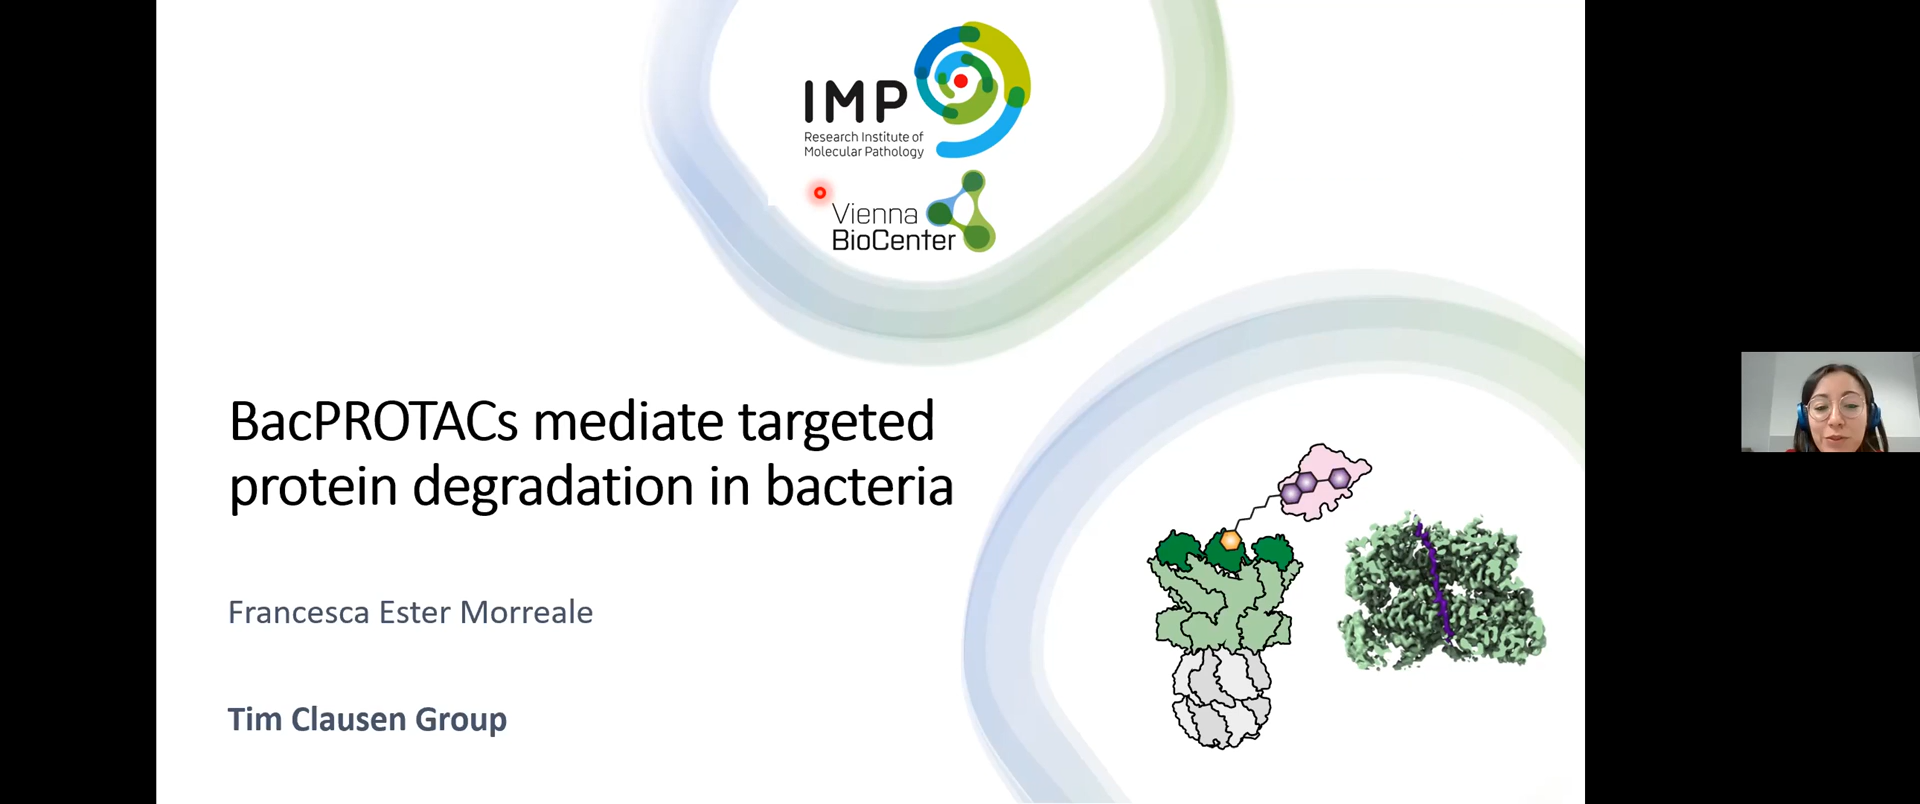 IMP
Research Institute of
Molecular Pathology
Vienna
BioCenter
BacPROTACs mediate targeted
protein degradation in bacteria
Francesca Ester Morreale
Tim Clausen Group